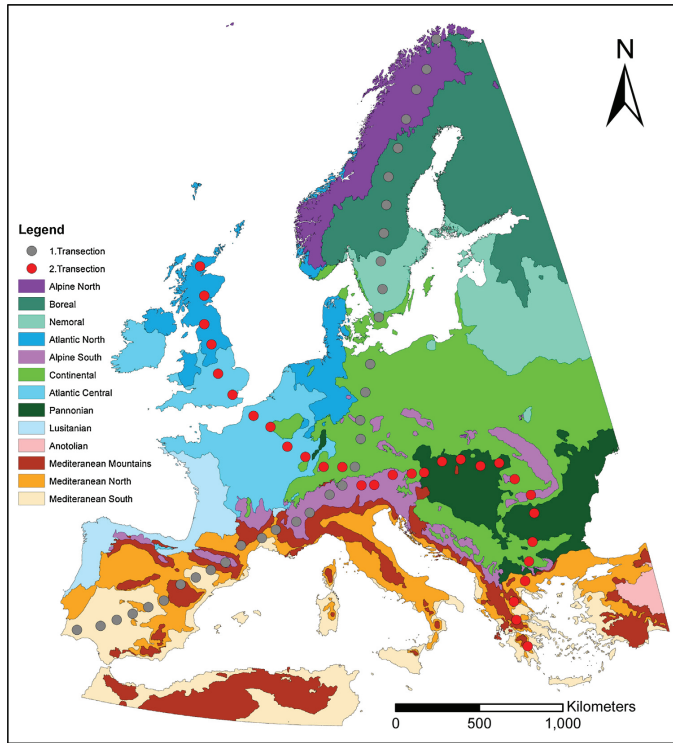 N
Legend
1.Transection
2.Transection
Alpine North
Boreal
Nemoral
Atlantic North
Alpine South
Continental
Atlantic Central
Pannonian
Lusitanian
Anotolian
Mediteranean Mountains
Mediteranean North
Mediteranean South
Kilometers
0 500 1,000